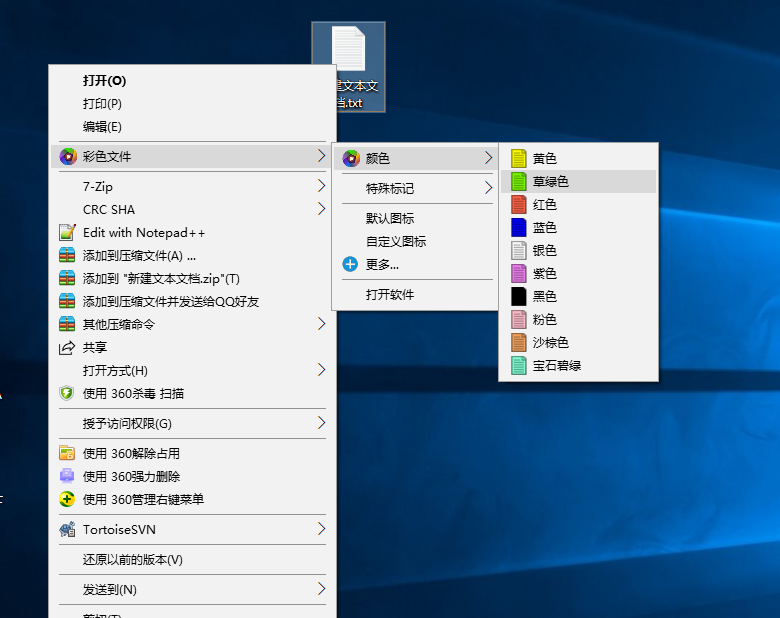 建文本文
档.txt
打开(O)
打印(P)
编辑(E)
彩色文件
7-Zip
CRC SHA
Edit with Notepad++
添加到压缩文件(A) ...
添加到 "新建文本文档.zip"(T)
添加到压缩文件并发送给QQ好友
其他压缩命令
共享
打开方式(H)
使用 360杀毒 扫描
授予访问权限(G)
使用 360解除占用
使用 360强力删除
使用 360管理右键菜单
TortoiseSVN
还原以前的版本(V)
发送到(N)
剪切(T)
颜色
特殊标记
默认图标
自定义图标
更多...
打开软件
黄色
草绿色
红色
蓝色
银色
紫色
黑色
粉色
沙棕色
宝石碧绿